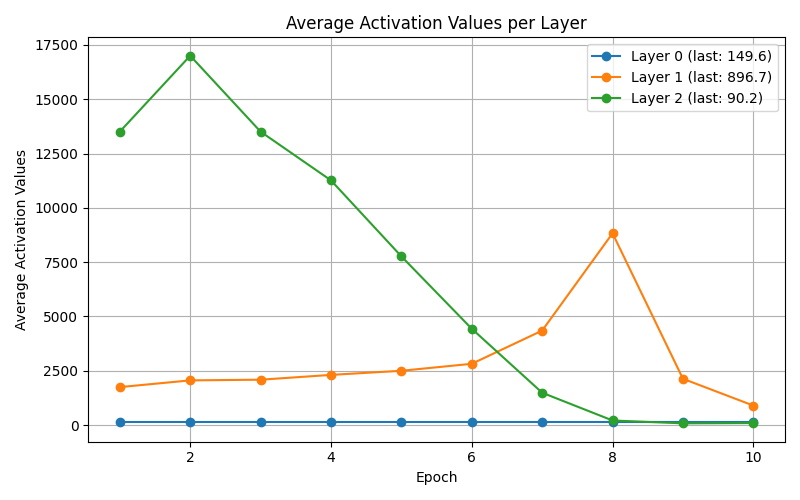 Average Activation Values per Layer
Layer 0 (last: 149.6)
Layer 1 (last: 896.7)
Layer 2 (last: 90.2)
Average Activation Values
17500
15000
12500
10000
7500
5000
2500
0
2 4 6 8 10
Epoch